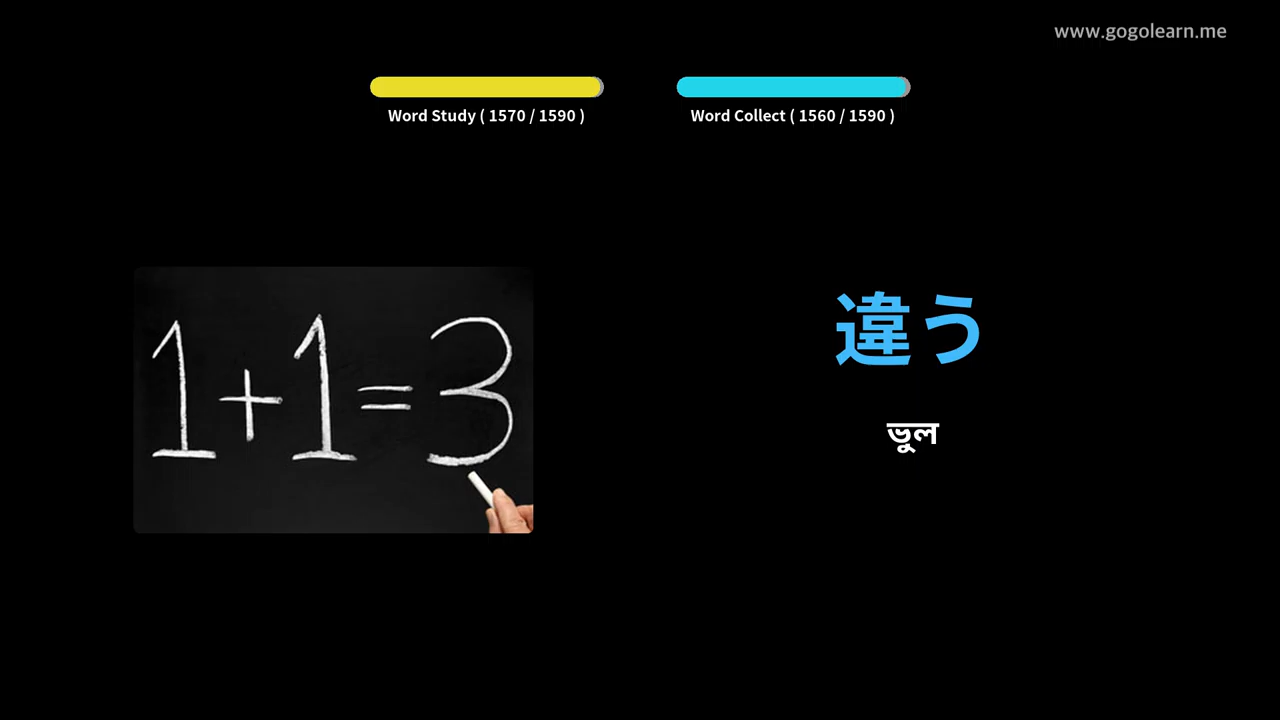 www.gogolearn.me
Word Study ( 1570 / 1590 )
Word Collect ( 1560 / 1590 )
1+1=3
違う
ভুল